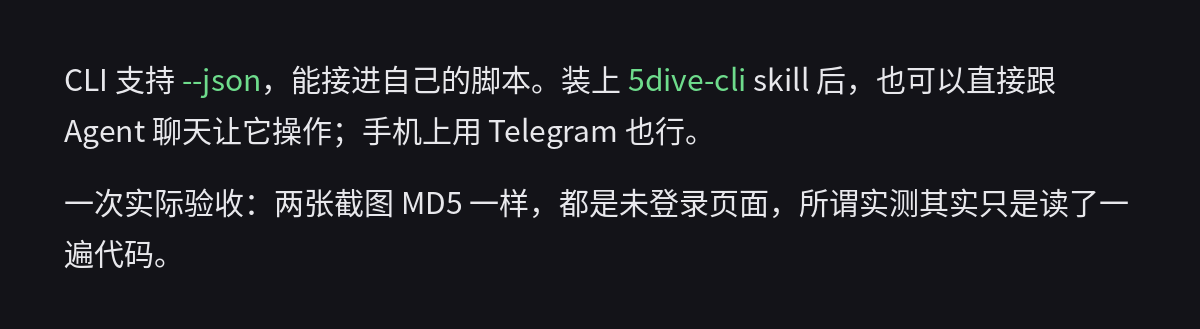 CLI 支持 --json，能接进自己的脚本。装上 5dive-cli skill 后，也可以直接跟
Agent 聊天让它操作；手机上用 Telegram 也行。
一次实际验收：两张截图 MD5 一样，都是未登录页面，所谓实测其实只是读了一
遍代码。